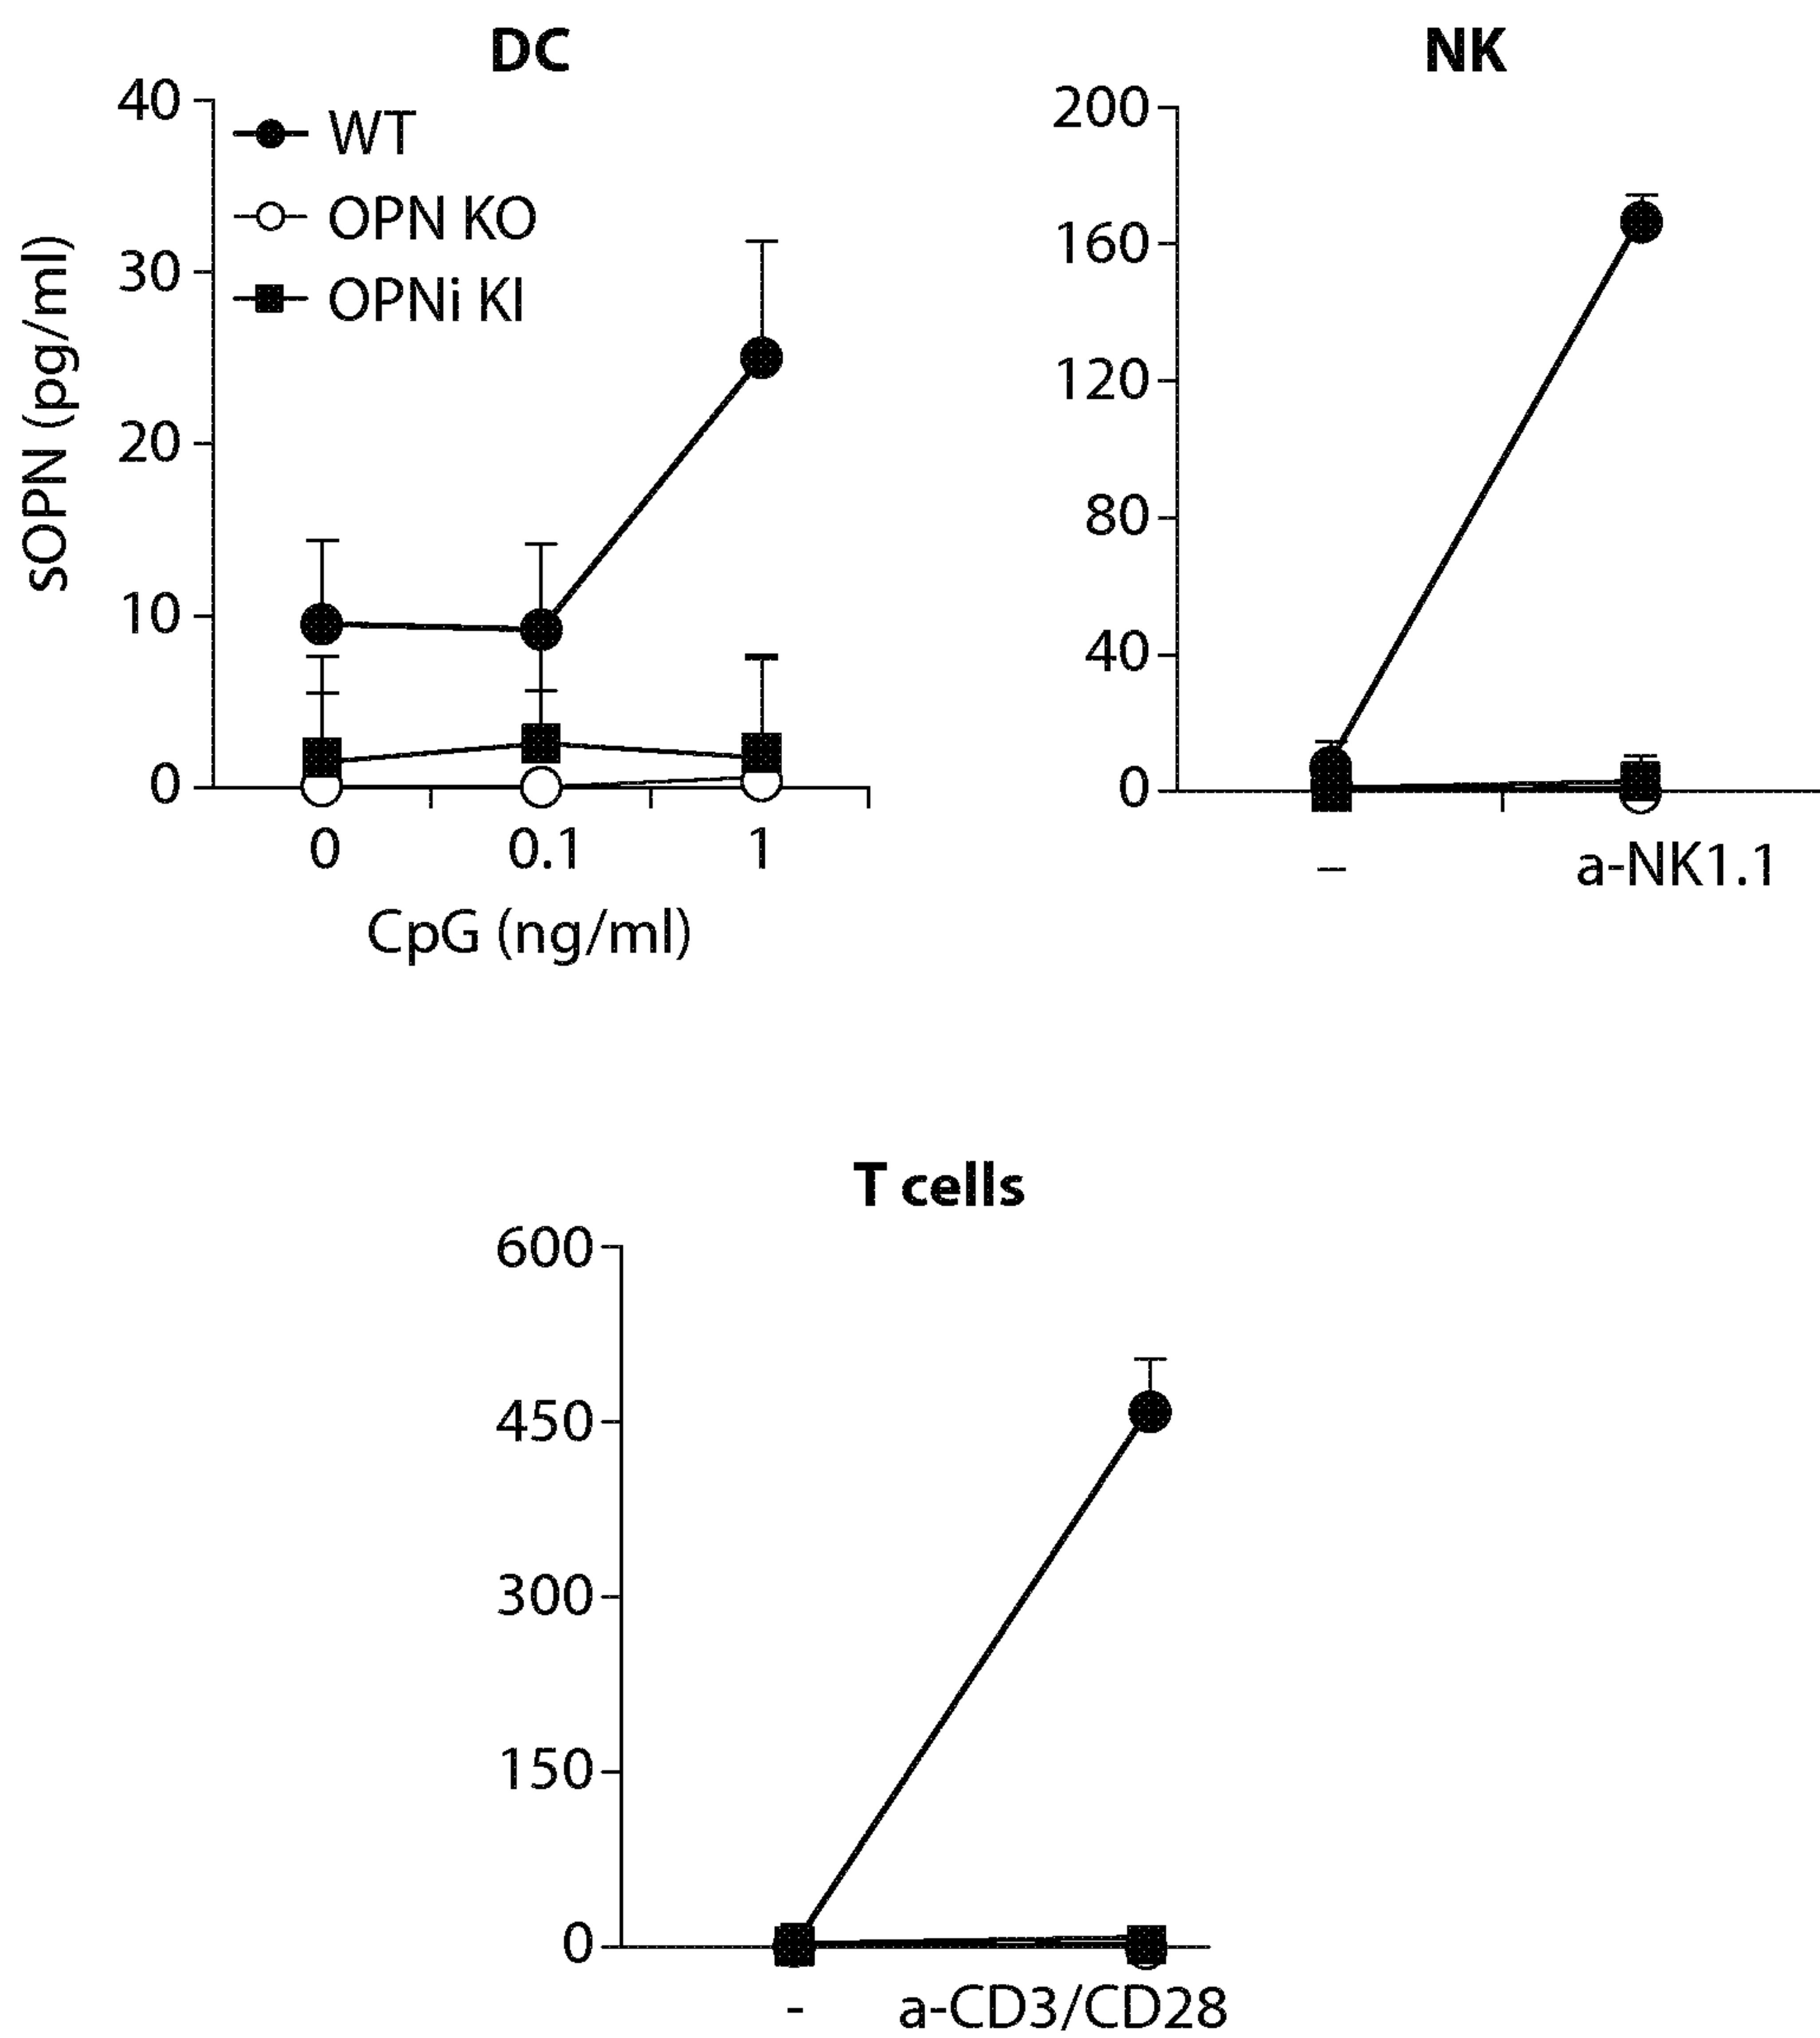 DC
40
30
20
10
0
sOPN (pg/ml)
WT
OPN KO
OPNi KI
0 0.1 1
CpG (ng/ml)
NK
200
160
120
80
40
0
– a-NK1.1
T cells
600
450
300
150
0
- a-CD3/CD28